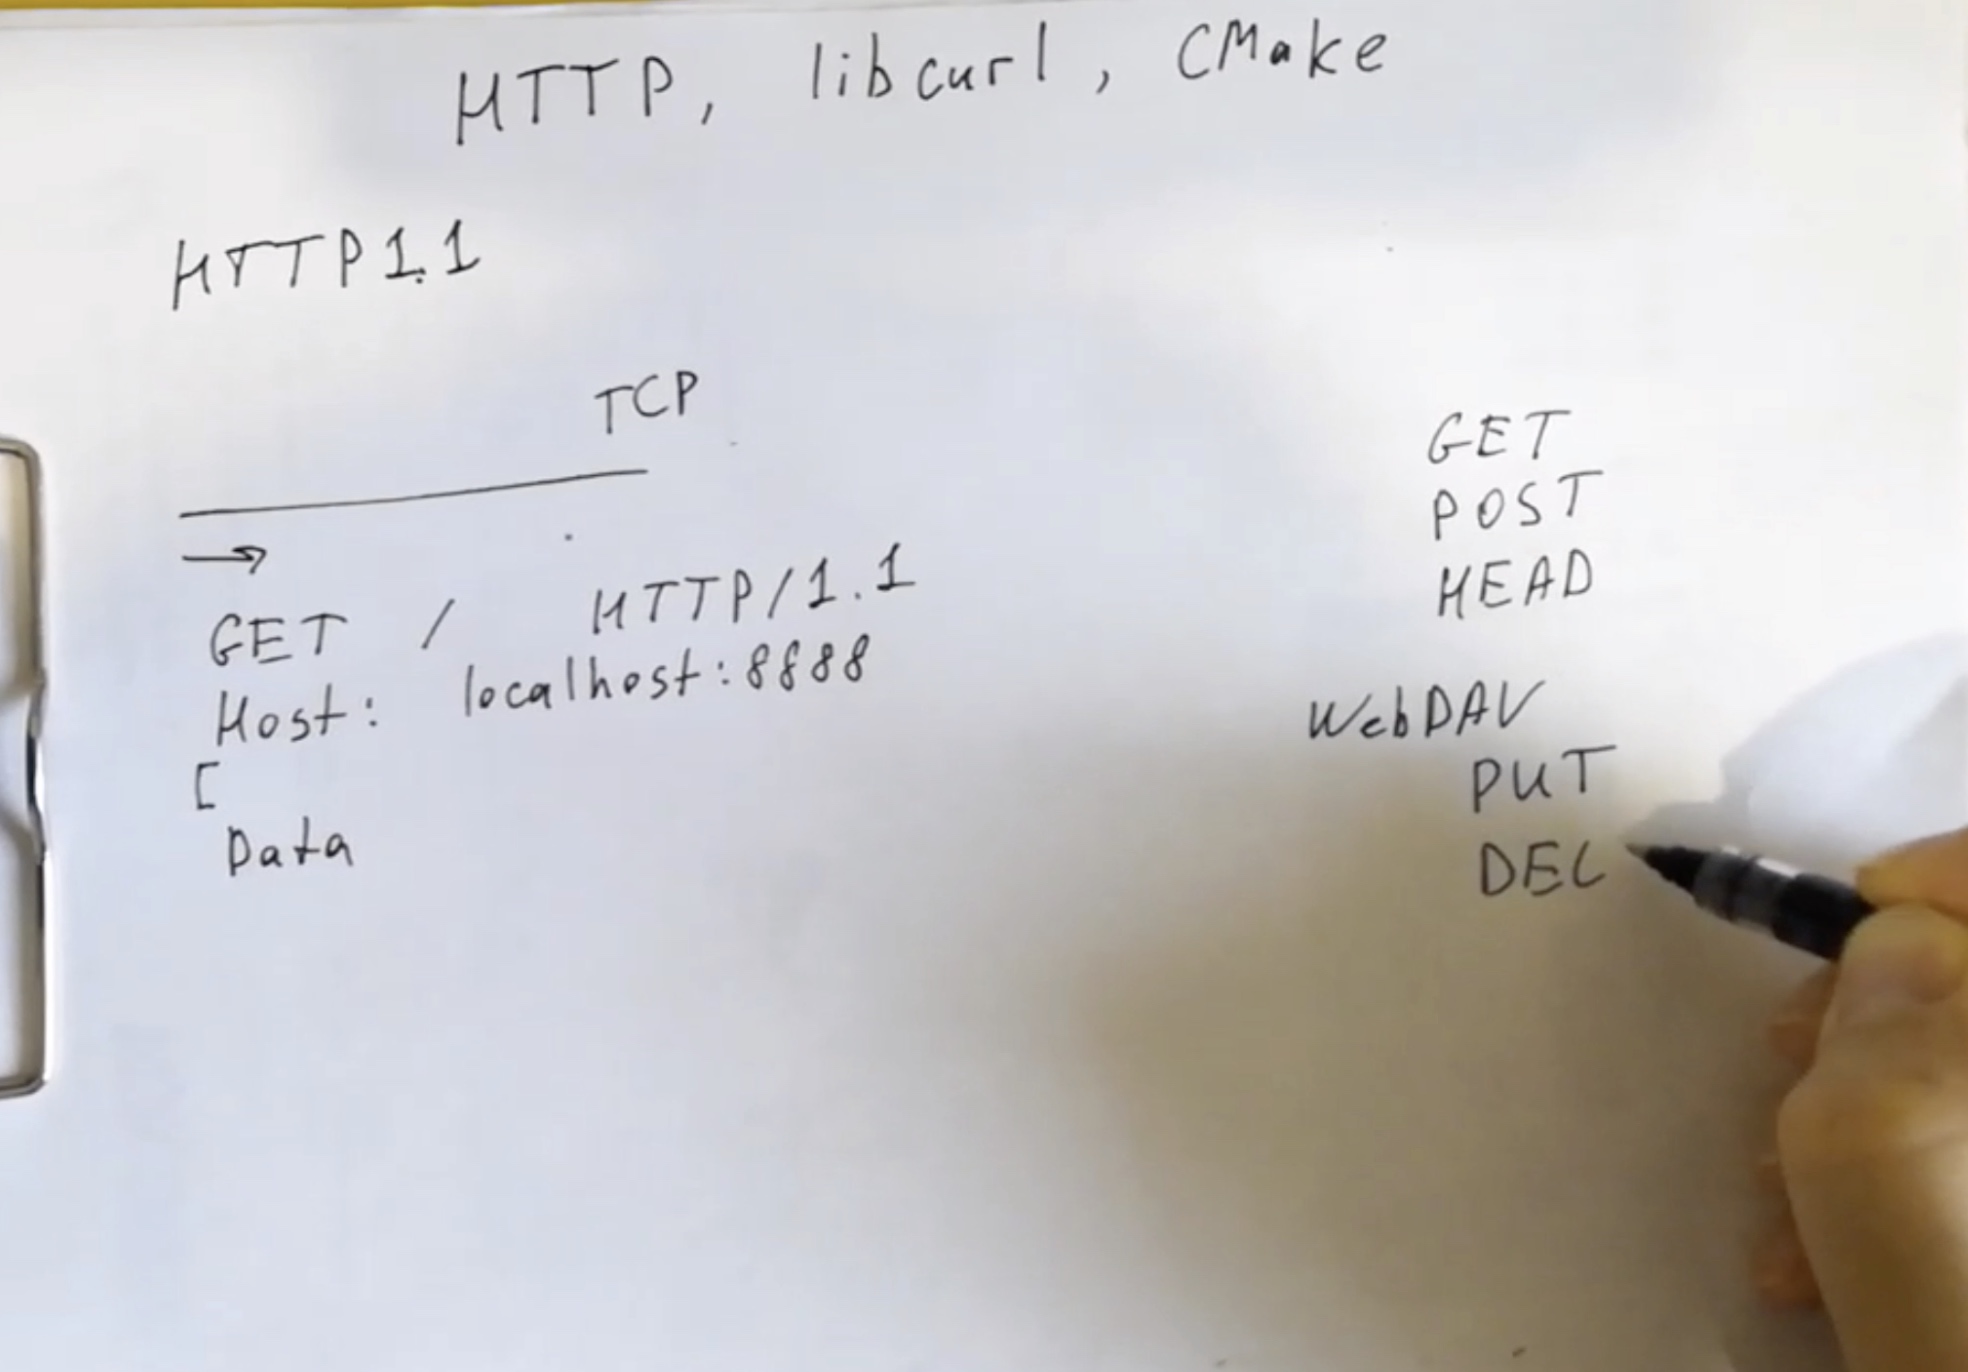 HTTP, libcurl, CMake
HTTP1.1
TCP
GET / HTTP/1.1
Host: localhost:8888
[
Data
GET
POST
HEAD
WebDAV
PUT
DEL